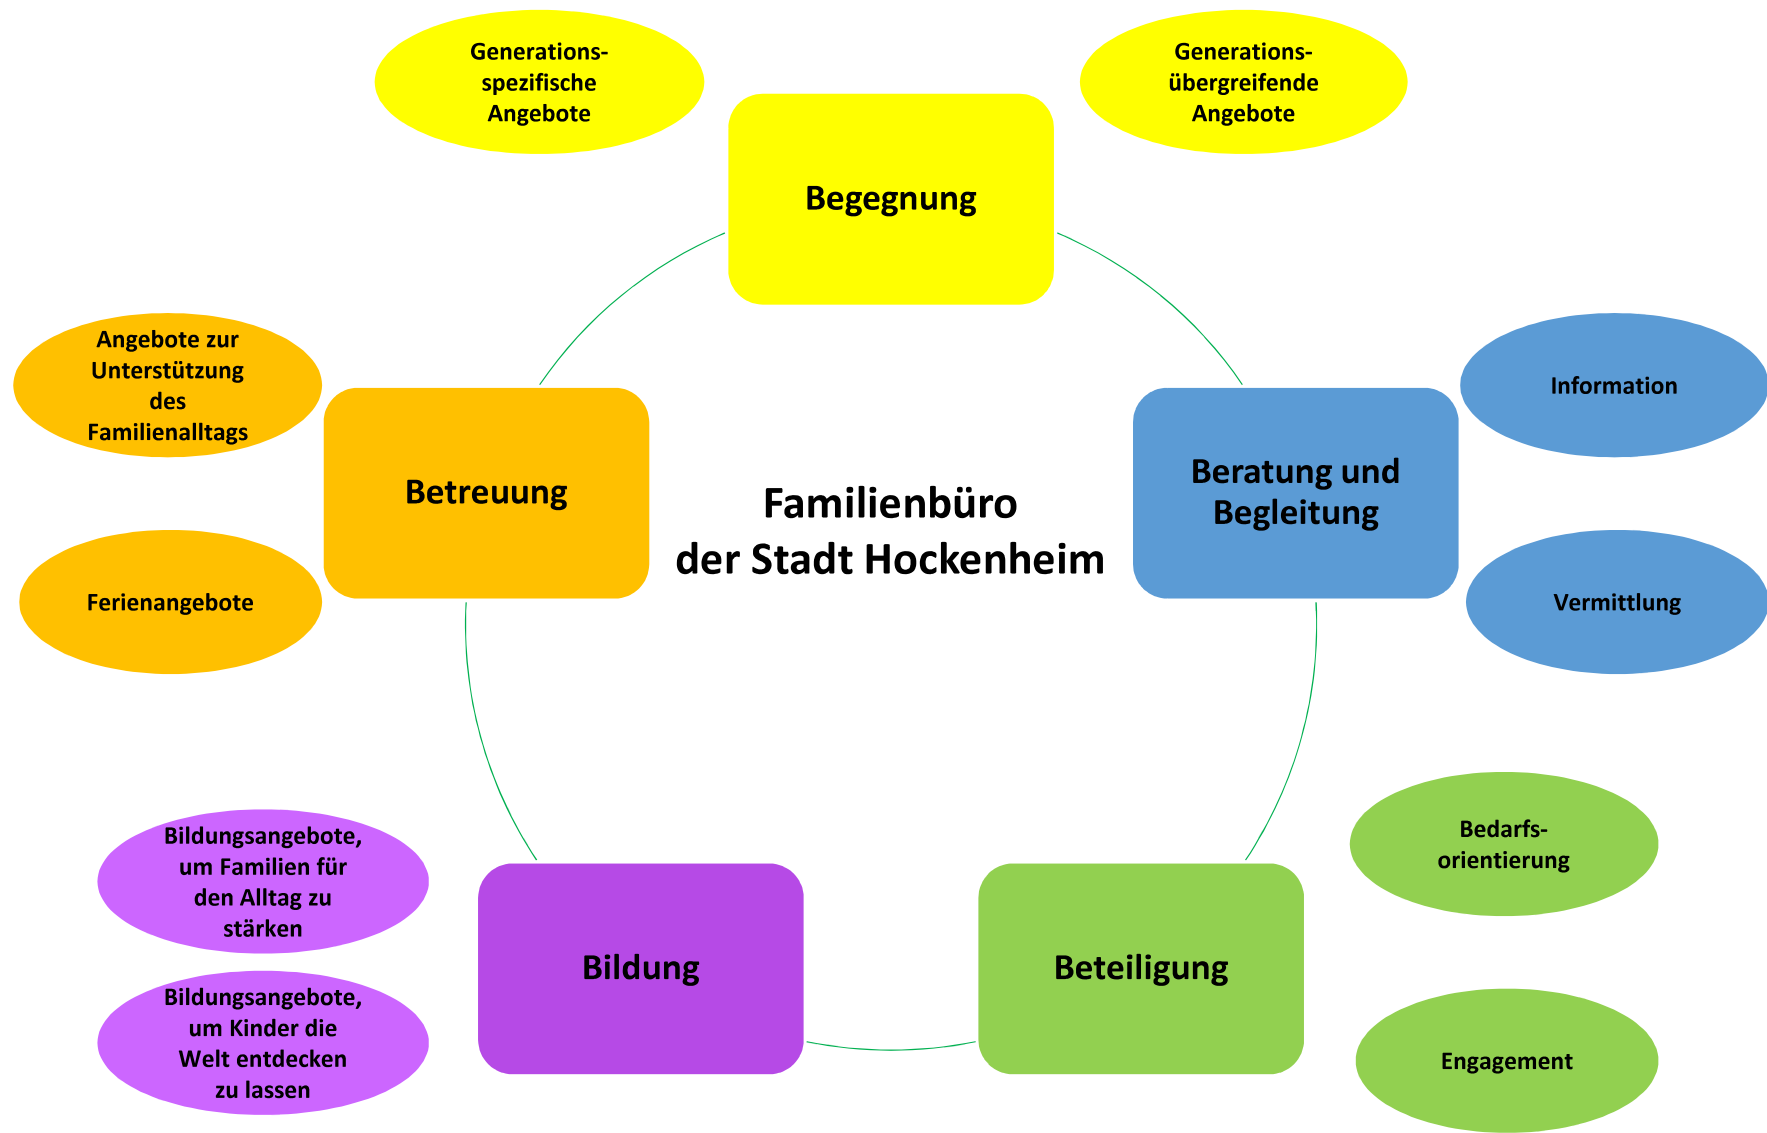 Generations-
spezifische
Angebote
Generations-
übergreifende
Angebote
Begegnung
Angebote zur
Unterstützung
des
Familienalltags
Betreuung
Ferienangebote
Familienbüro
der Stadt Hockenheim
Beratung und
Begleitung
Information
Vermittlung
Bildungsangebote,
um Familien für
den Alltag zu
stärken
Bildungsangebote,
um Kinder die
Welt entdecken
zu lassen
Bildung
Beteiligung
Bedarfs-
orientierung
Engagement